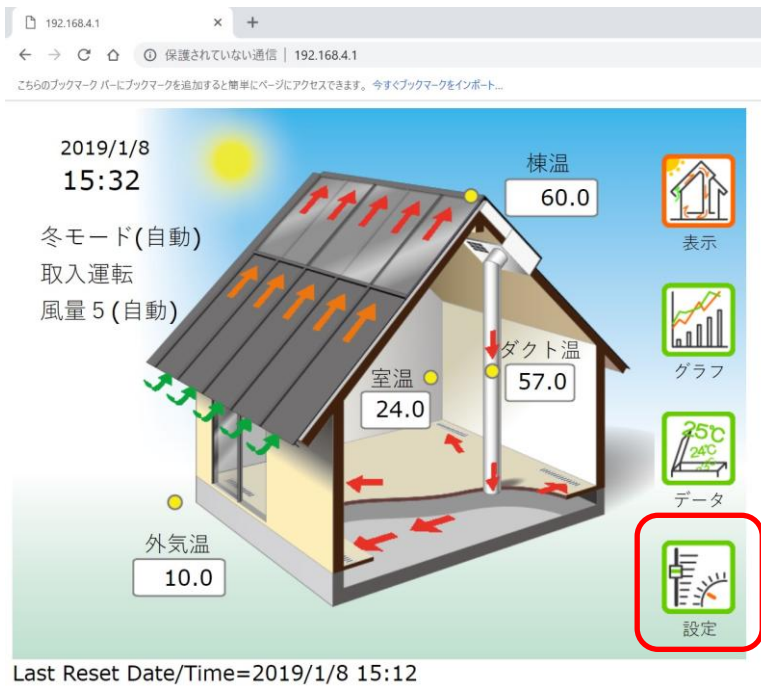 192.168.4.1
保護されていない通信 | 192.168.4.1
こちらのブックマーク バーにブックマークを追加すると簡単にページにアクセスできます。 今すぐブックマークをインポート...
2019/1/8
15:32
冬モード(自動)
取入運転
風量５(自動)
棟温
60.0
表示
ダクト温
57.0
室温
24.0
グラフ
25℃
24℃
データ
外気温
10.0
設定
Last Reset Date/Time=2019/1/8 15:12